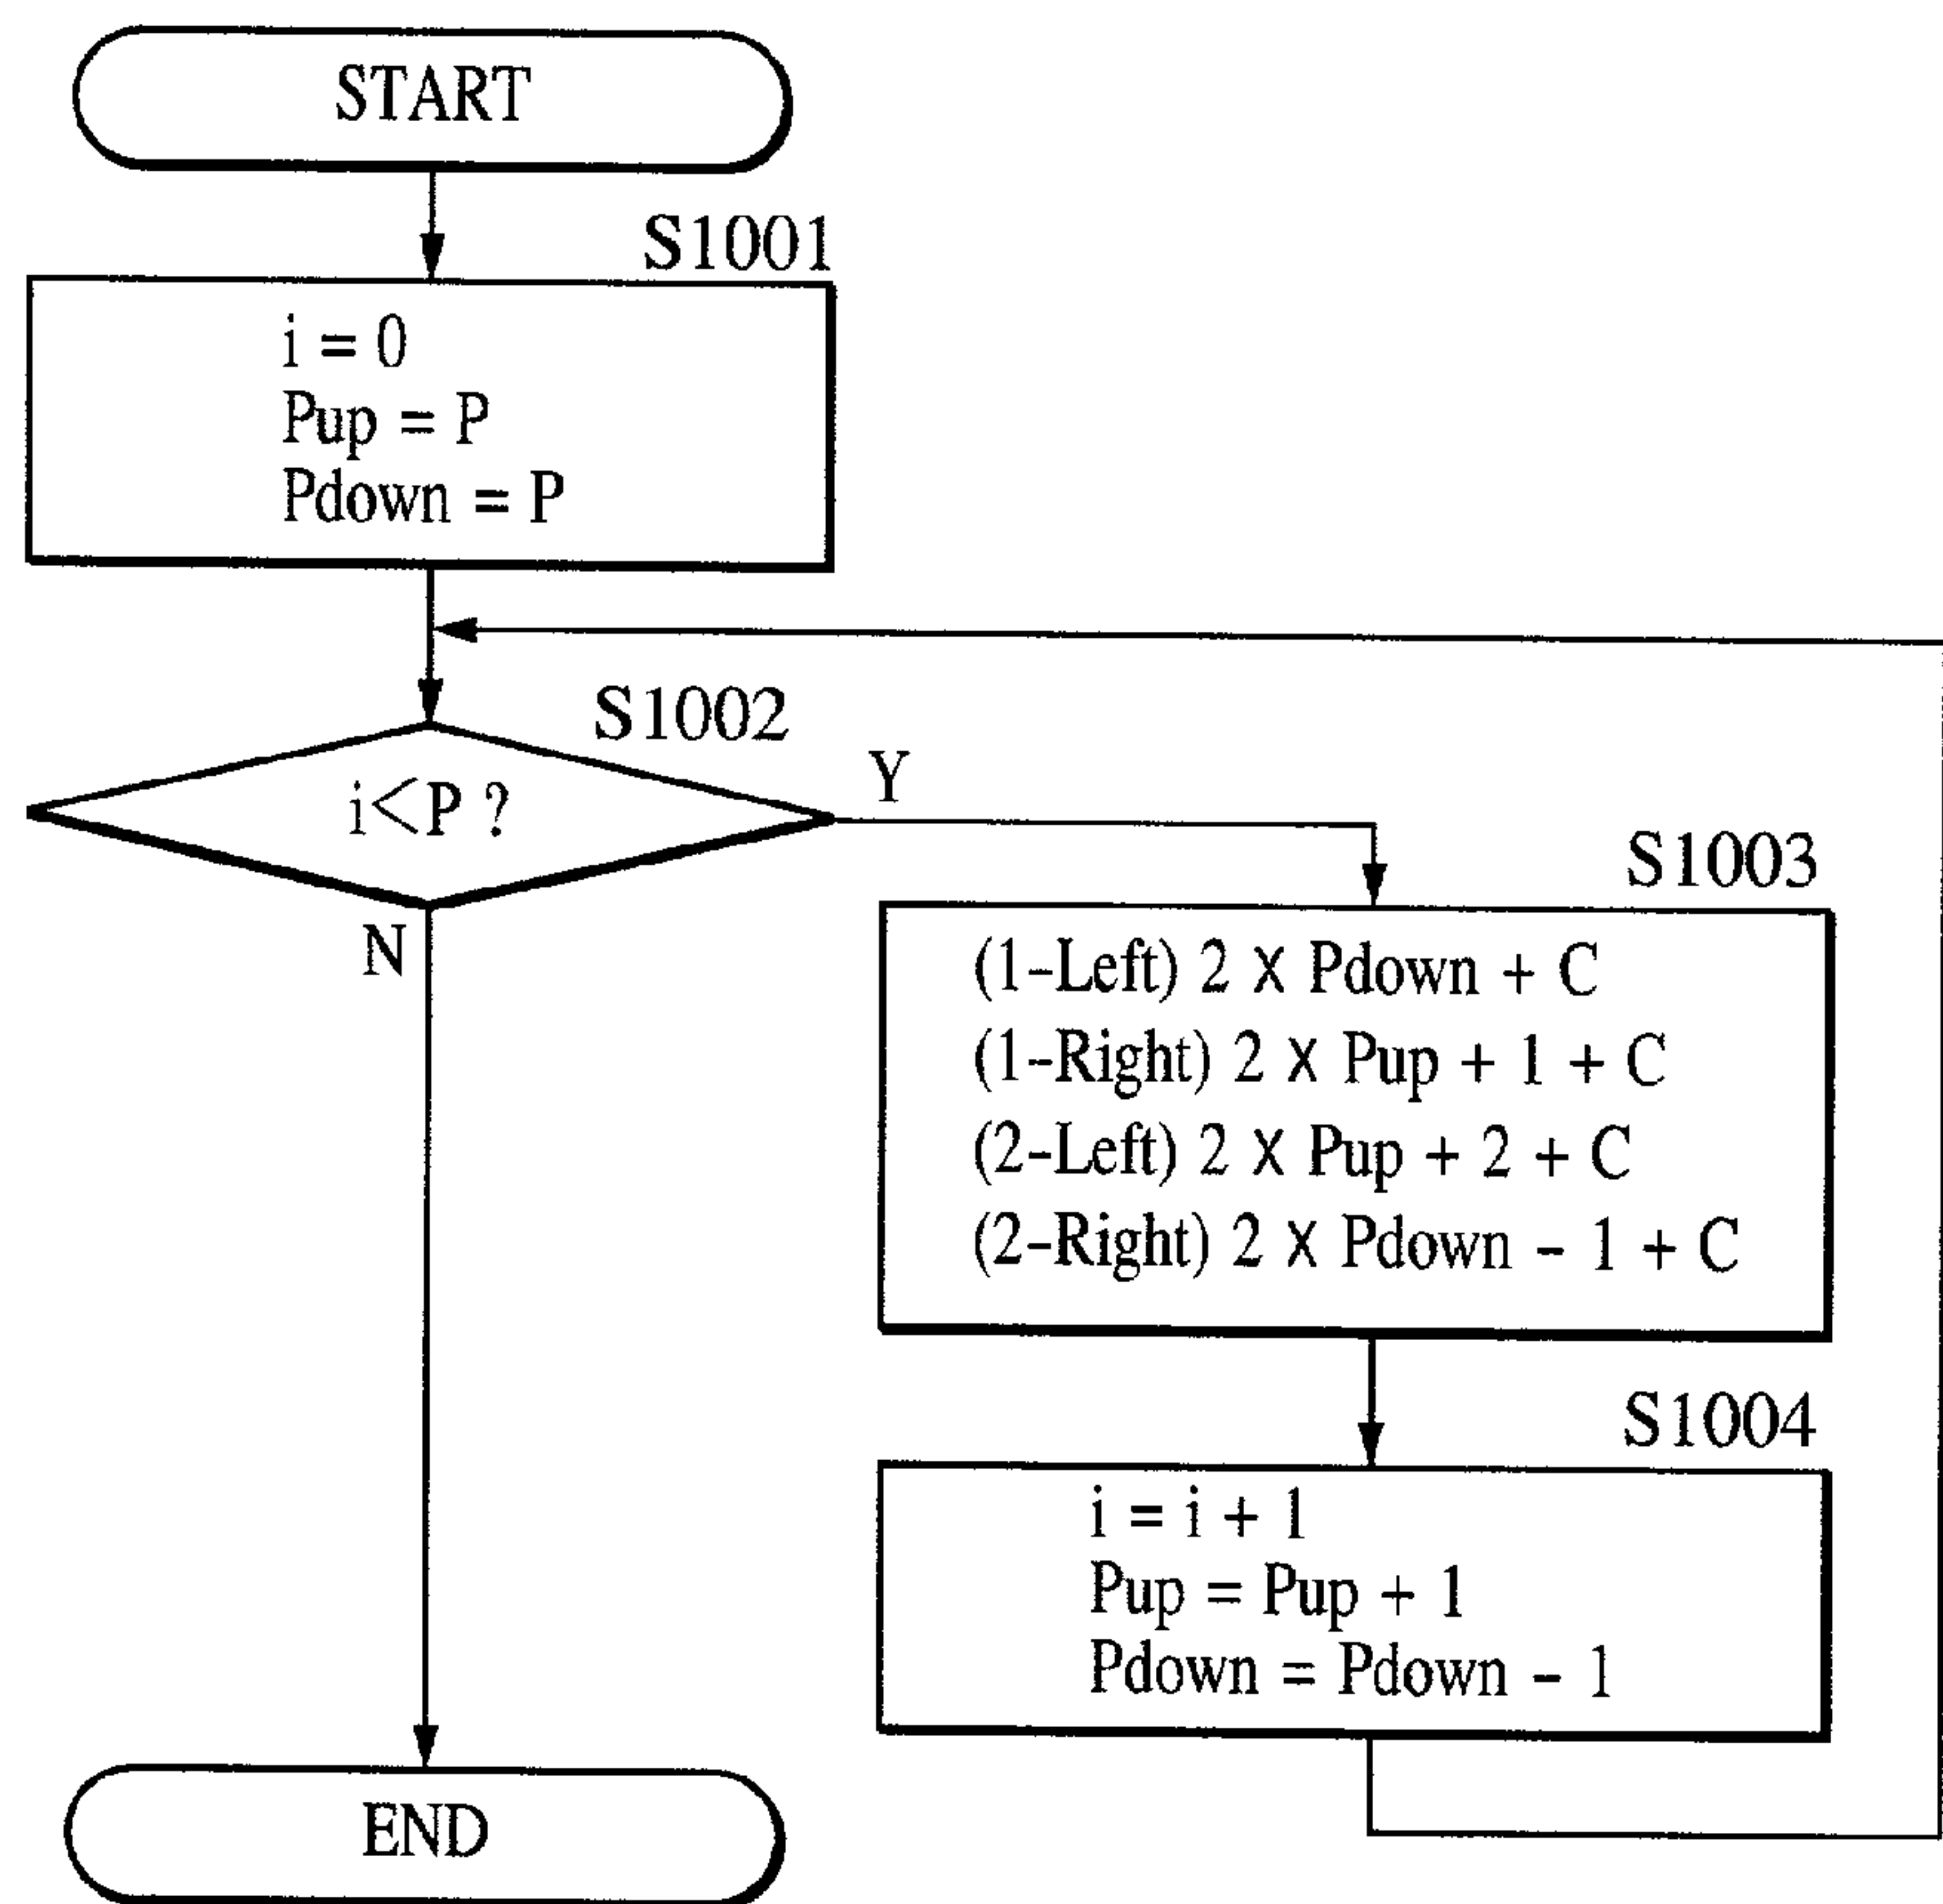 START
S1001
i = 0
Pup = P
Pdown = P
S1002
i<P ?
Y
N
S1003
(1-Left) 2 X Pdown + C
(1-Right) 2 X Pup + 1 + C
(2-Left) 2 X Pup + 2 + C
(2-Right) 2 X Pdown - 1 + C
S1004
i = i + 1
Pup = Pup + 1
Pdown = Pdown - 1
END